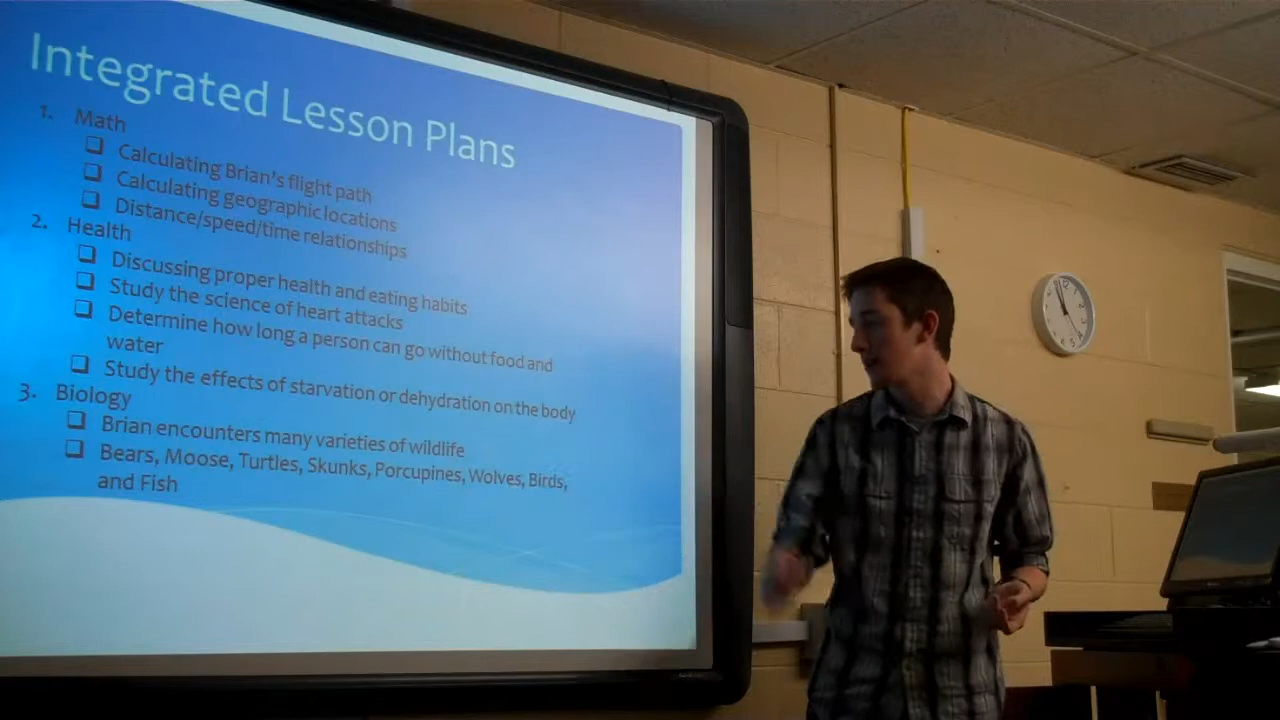 Integrated Lesson Plans
1. Math
❑ Calculating Brian's flight path
❑ Calculating geographic locations
❑ Distance/speed/time relationships
2. Health
❑ Discussing proper health and eating habits
❑ Study the science of heart attacks
❑ Determine how long a person can go without food and
water
❑ Study the effects of starvation or dehydration on the body
3. Biology
❑ Brian encounters many varieties of wildlife
❑ Bears, Moose, Turtles, Skunks, Porcupines, Wolves, Birds,
and Fish